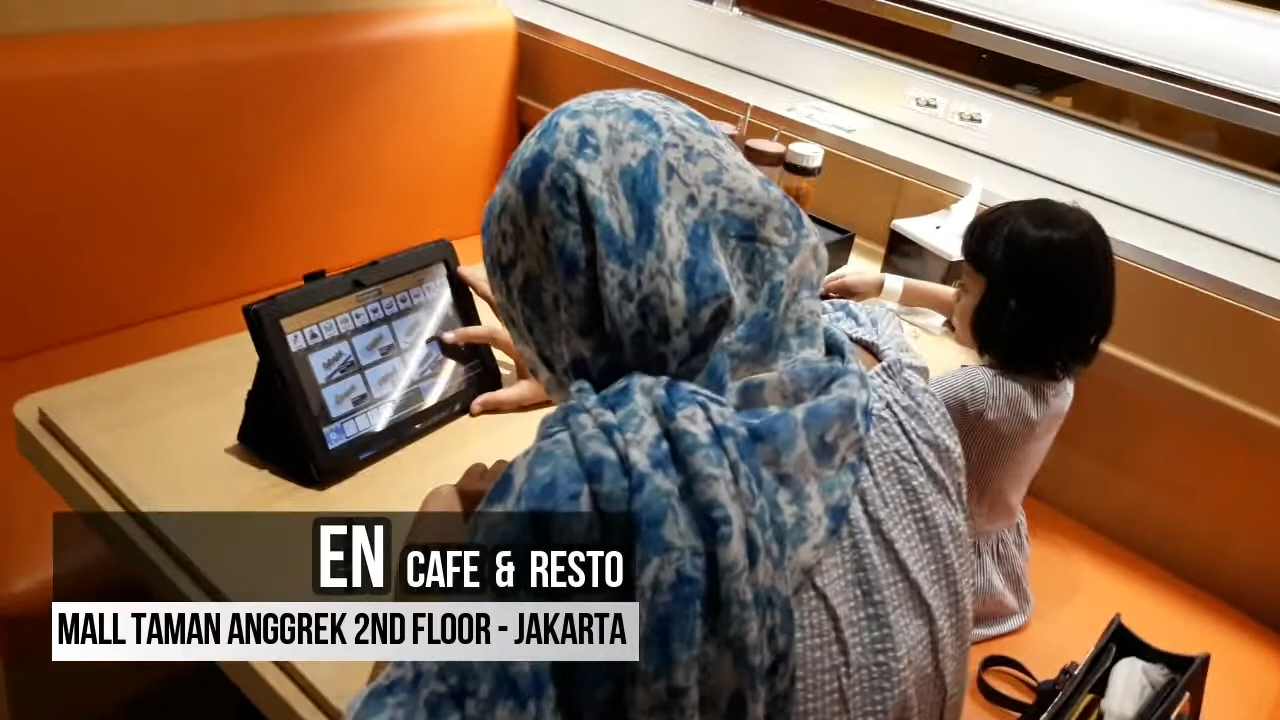 EN CAFE & RESTO
MALL TAMAN ANGGREK 2ND FLOOR - JAKARTA